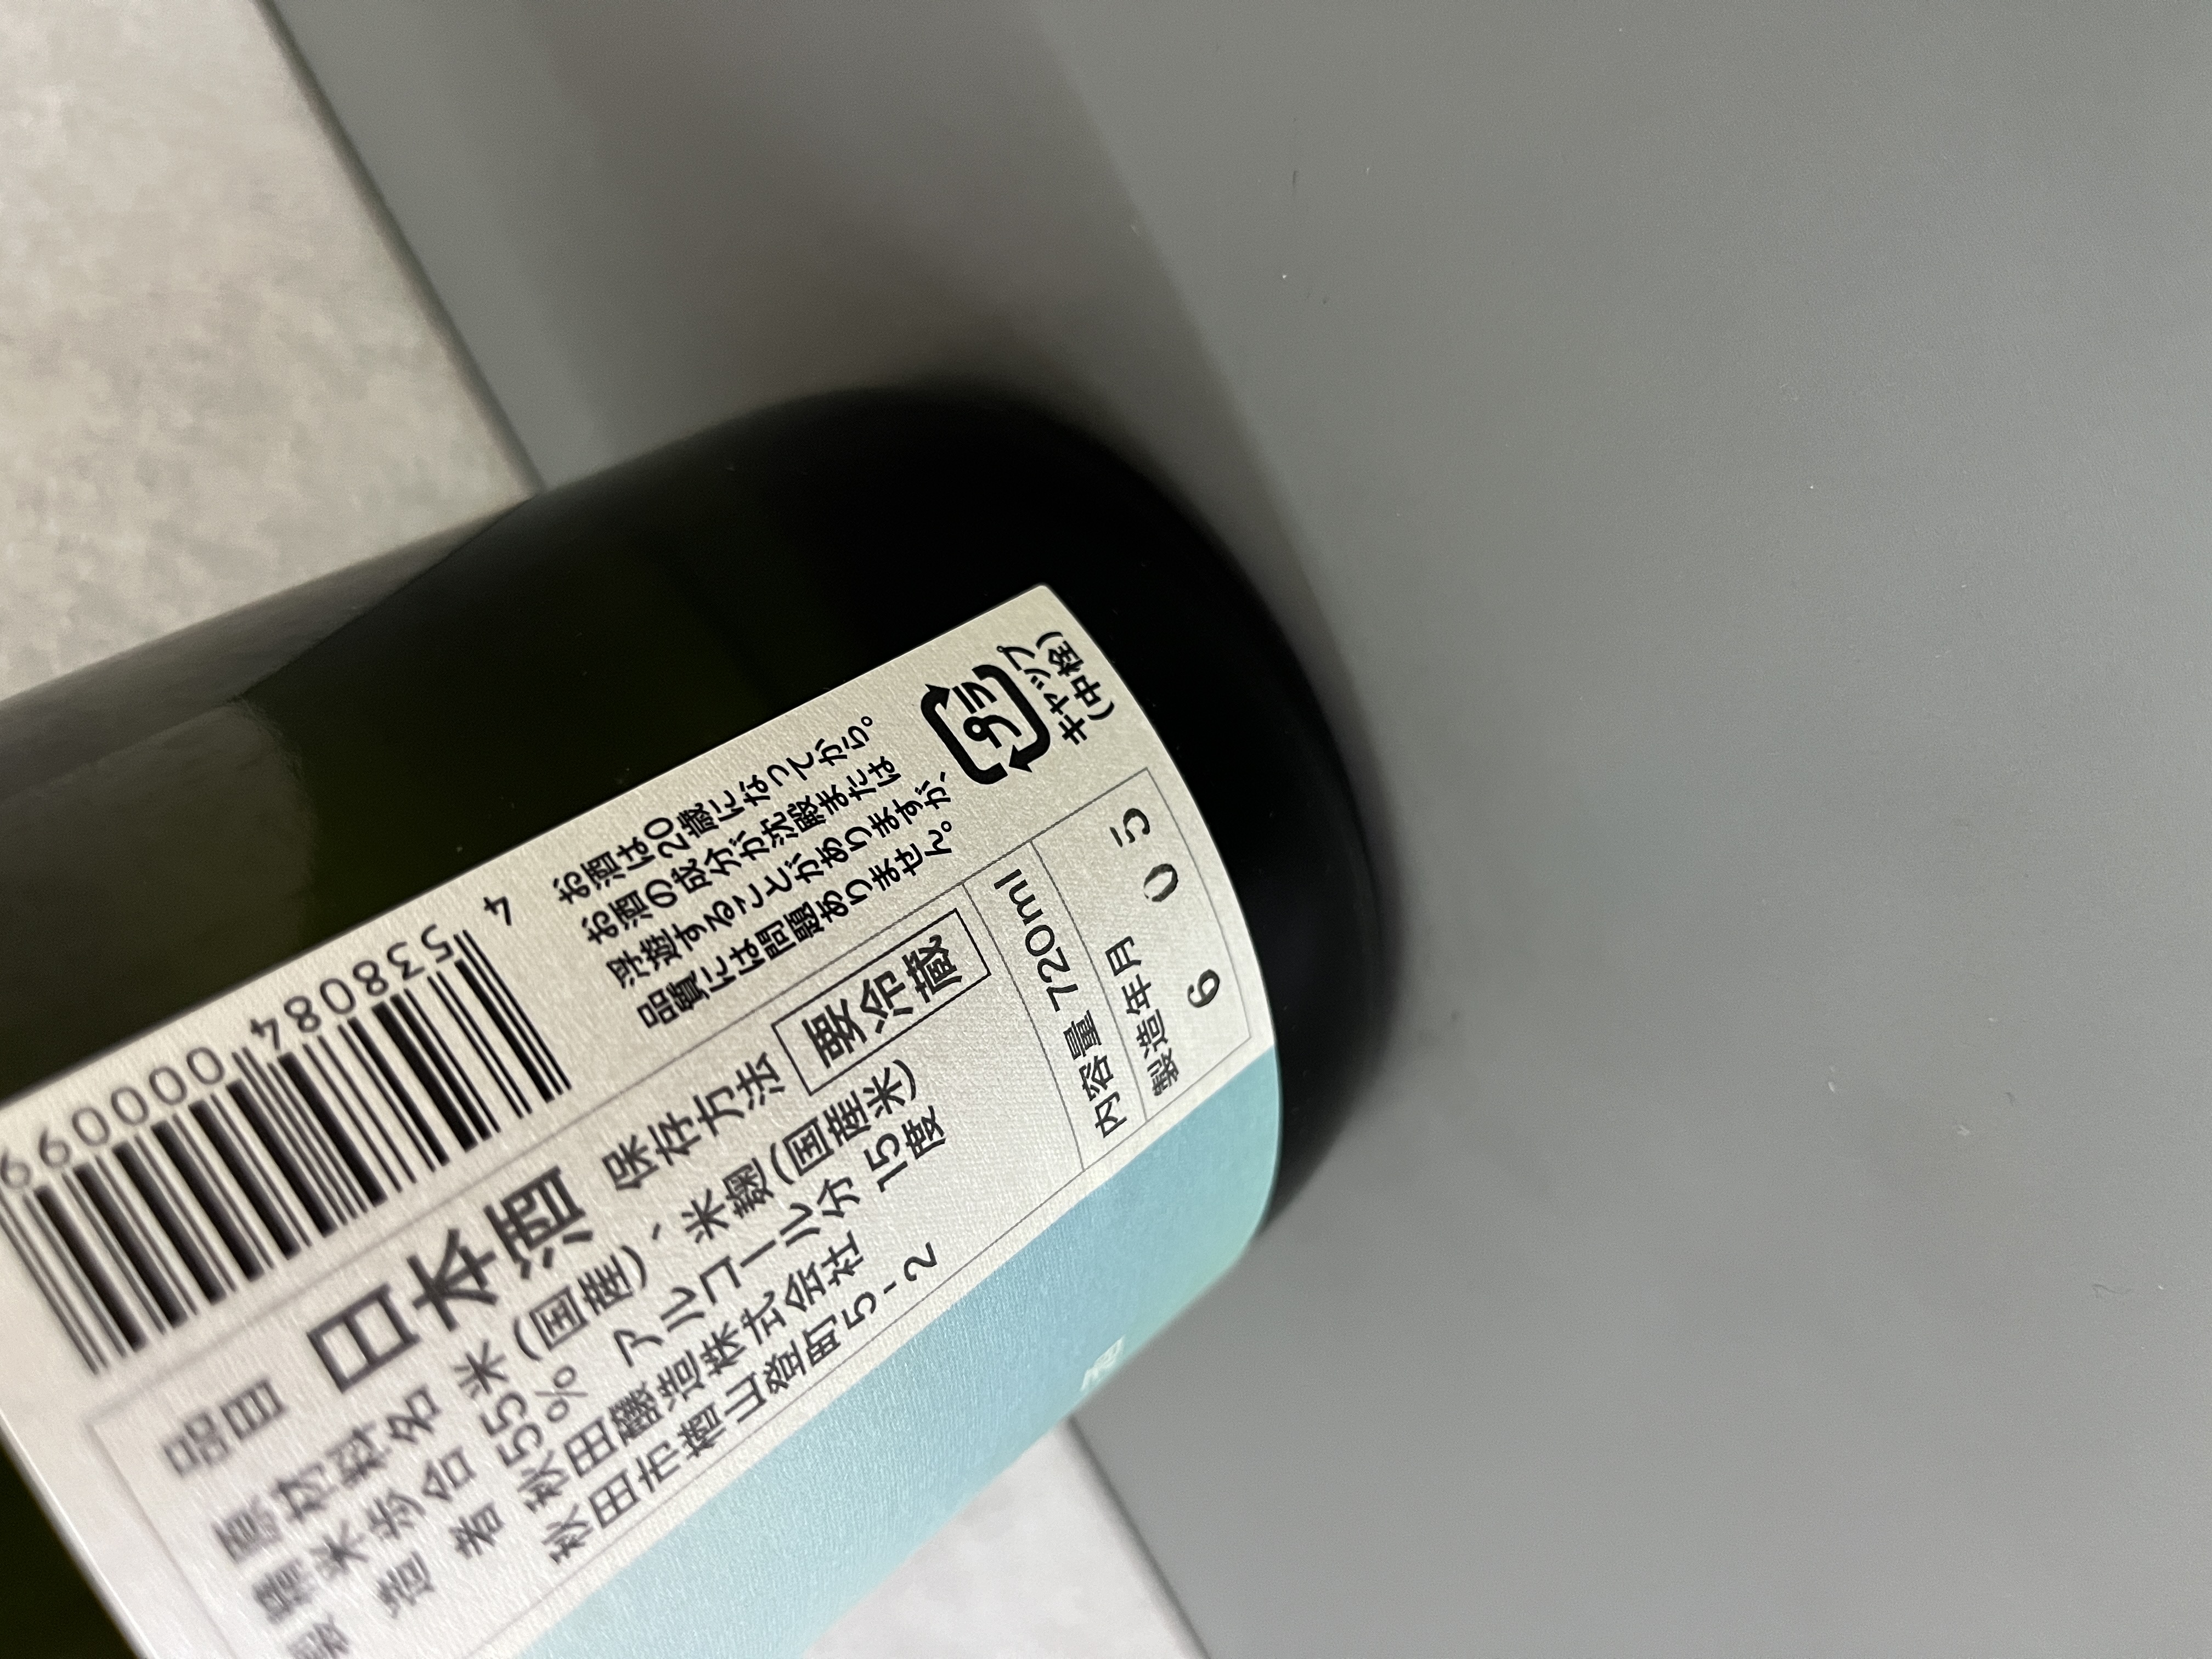 4 538084 000099
お酒は20歳になってから。
お酒の成分が沈殿または
浮遊することがありますが、
品質には問題ありません。
プラ
キャップ
(中栓)
品目 日本酒 保存方法 要冷蔵
原材料名 米(国産)、米麹(国産米)
精米歩合 55% アルコール分 15度
製造者 秋田醸造株式会社
秋田市楢山登町5-2
内容量 720ml
製造年月
6 05